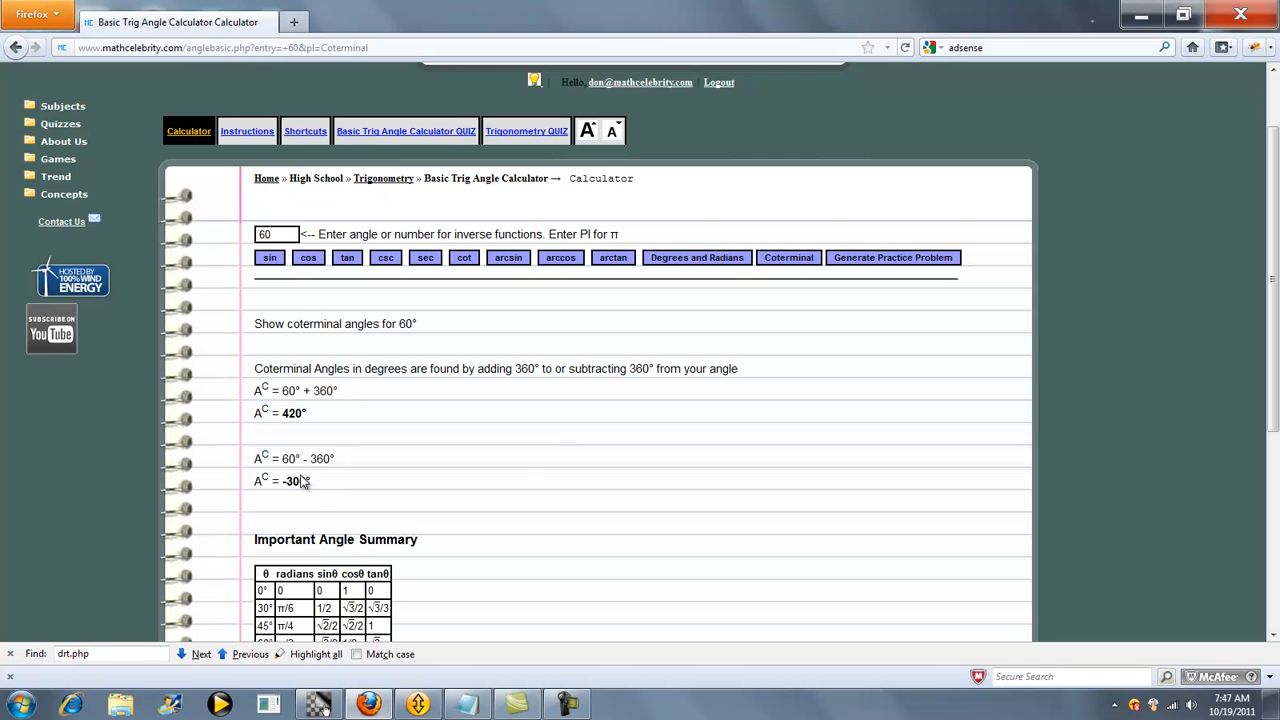 Firefox
Basic Trig Angle Calculator Calculator
www.mathcelebrity.com/anglebasic.php?entry=+60&pl=Coterminal
adsense
Hello, don@mathcelebrity.com Logout
Subjects
Quizzes
About Us
Games
Trend
Concepts
Contact Us
HOSTED BY
100% WIND
ENERGY
SUBSCRIBE ON
YouTube
Calculator Instructions Shortcuts Basic Trig Angle Calculator QUIZ Trigonometry QUIZ A A
Home » High School » Trigonometry » Basic Trig Angle Calculator → Calculator
60 <-- Enter angle or number for inverse functions. Enter PI for π
sin cos tan csc sec cot arcsin arccos arctan Degrees and Radians Coterminal Generate Practice Problem
Show coterminal angles for 60°
Coterminal Angles in degrees are found by adding 360° to or subtracting 360° from your angle
A^C = 60° + 360°
A^C = 420°
A^C = 60° - 360°
A^C = -30
Important Angle Summary
θ radians sinθ cosθ tanθ
0° 0 0 1 0
30° π/6 1/2 √3/2 √3/3
45° π/4 √2/2 √2/2 1
Find: drt.php Next Previous Highlight all Match case
Secure Search McAfee
7:47 AM
10/19/2011